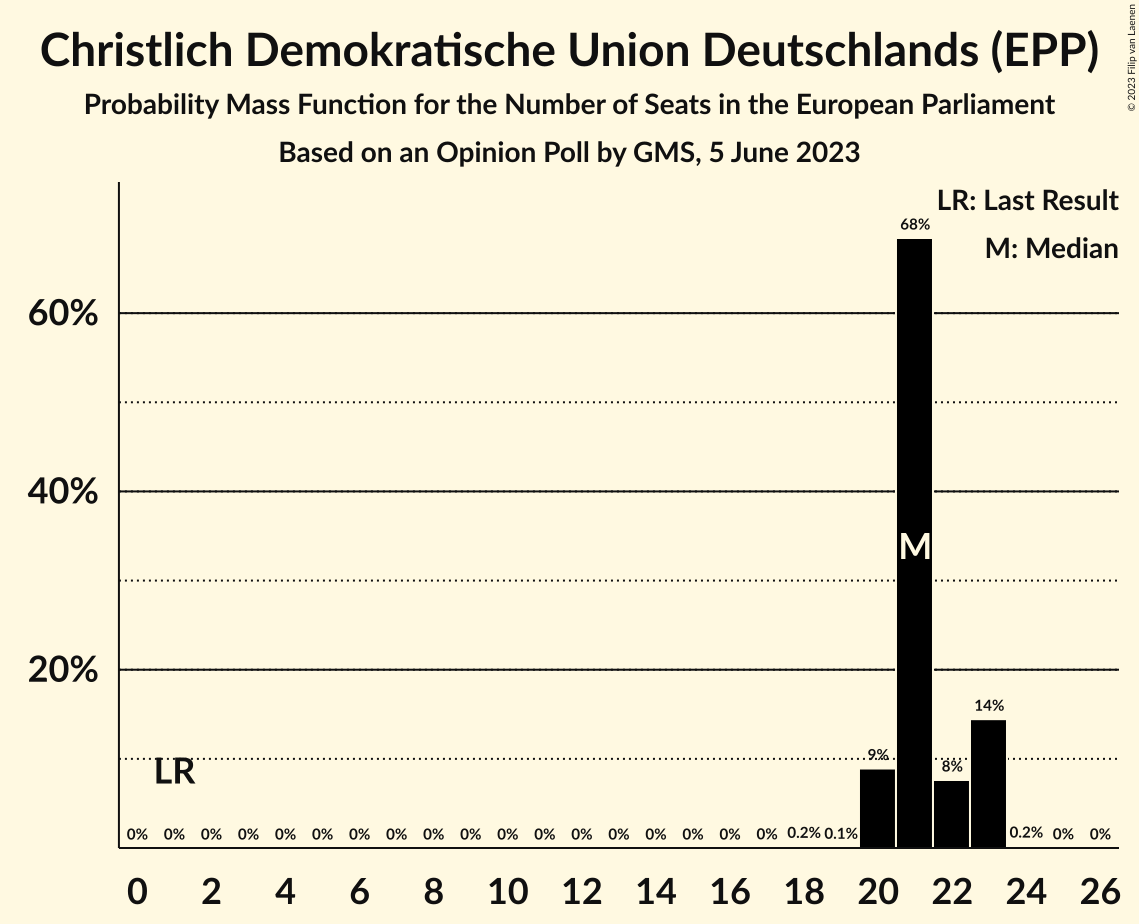 Christlich Demokratische Union Deutschlands (EPP)
Probability Mass Function for the Number of Seats in the European Parliament
Based on an Opinion Poll by GMS, 5 June 2023
© 2023 Filip van Laenen
LR: Last Result
M: Median
68%
60%
40%
M
20%
14%
9%
8%
LR
0% 0% 0% 0% 0% 0% 0% 0% 0% 0% 0% 0% 0% 0% 0% 0% 0% 0% 0.2% 0.1% 0.2% 0% 0%
0 2 4 6 8 10 12 14 16 18 20 22 24 26